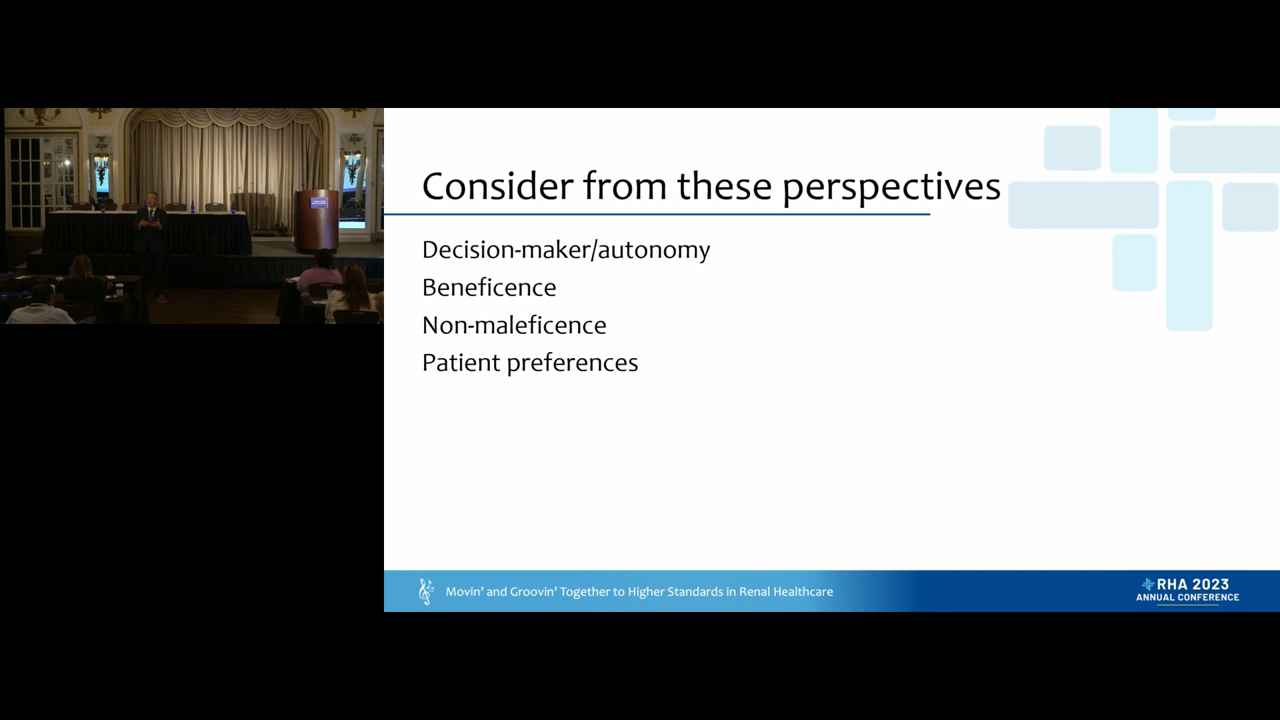 Consider from these perspectives
Decision-maker/autonomy
Beneficence
Non-maleficence
Patient preferences
Movin' and Groovin' Together to Higher Standards in Renal Healthcare
RHA 2023
ANNUAL CONFERENCE